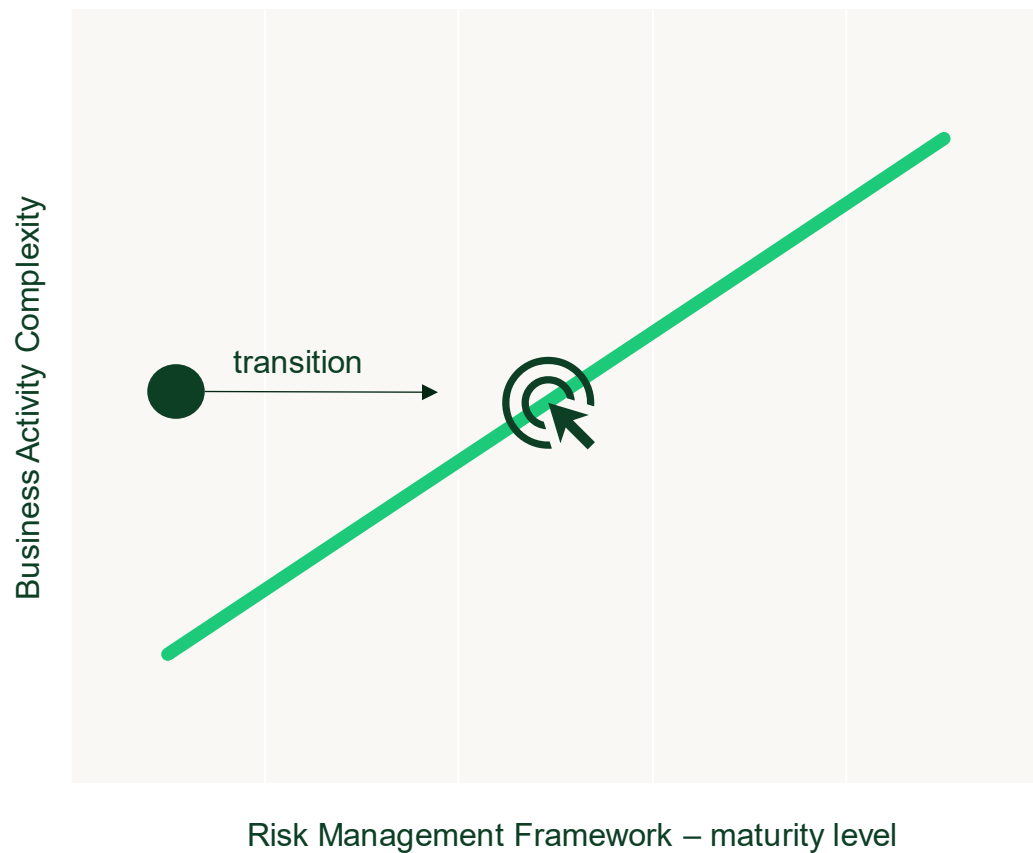 Business Activity Complexity
transition
Risk Management Framework – maturity level